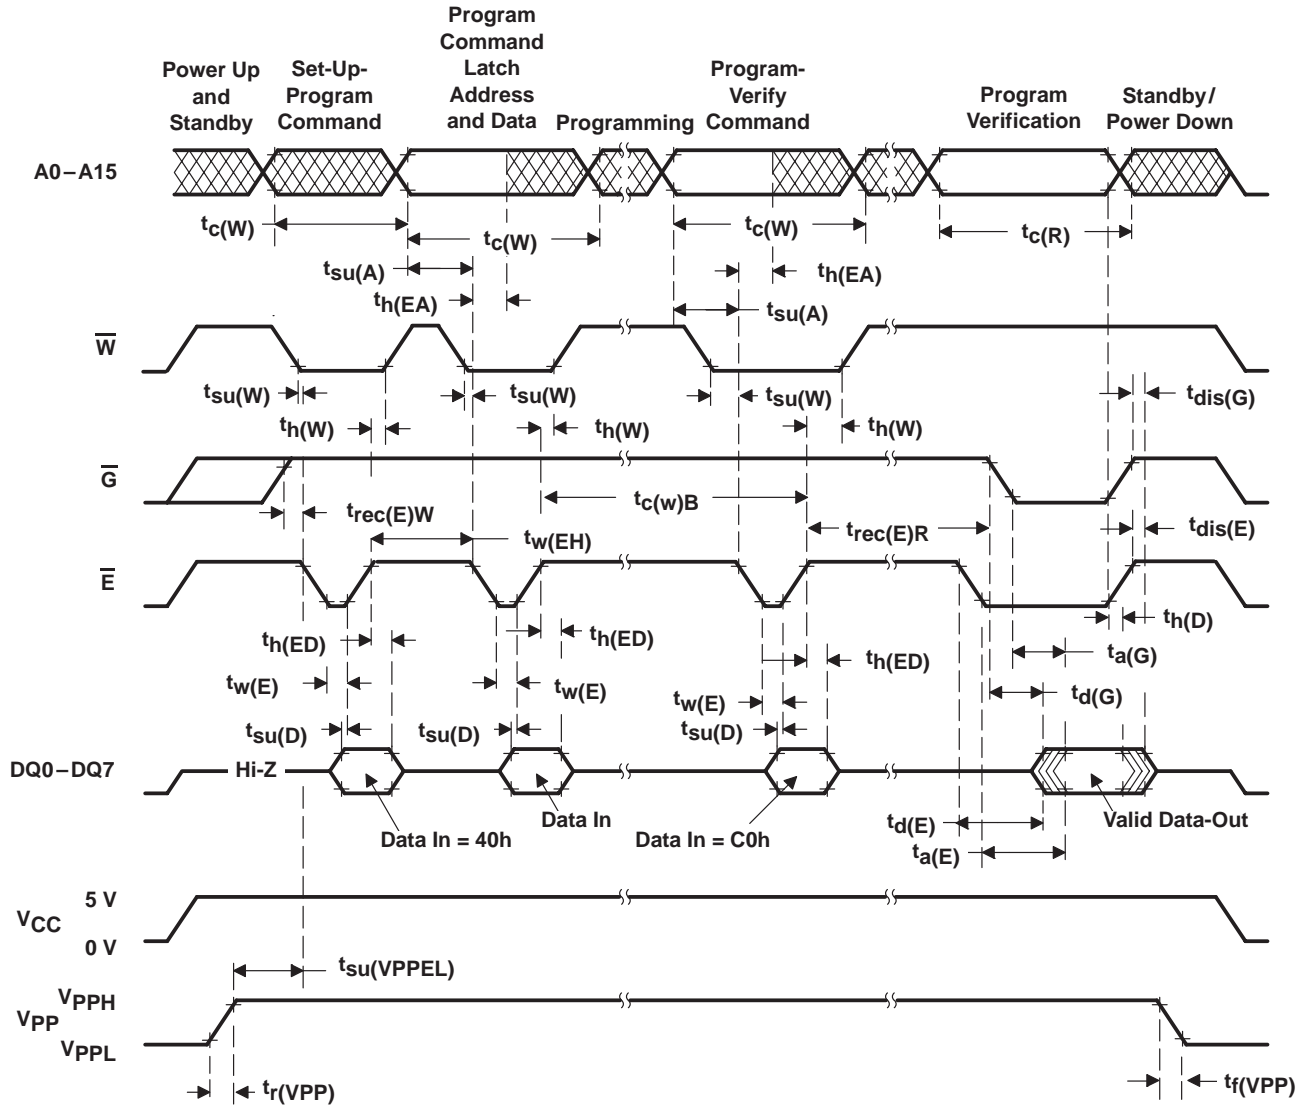 Power Up
and
Standby
Set-Up-
Program
Command
Program
Command
Latch
Address
and Data
Programming
Program-
Verify
Command
Program
Verification
Standby/
Power Down
A0–A15
tc(W)
tc(W)
tc(W)
tc(R)
tsu(A)
th(EA)
th(EA)
tsu(A)
W
tsu(W)
tsu(W)
tsu(W)
tdis(G)
th(W)
th(W)
th(W)
G
trec(E)W
tc(w)B
trec(E)R
tdis(E)
tw(EH)
E
th(ED)
th(ED)
th(ED)
th(D)
ta(G)
tw(E)
tw(E)
tw(E)
td(G)
tsu(D)
tsu(D)
tsu(D)
DQ0–DQ7
Hi-Z
Data In = 40h
Data In
Data In = C0h
Valid Data-Out
td(E)
ta(E)
5 V
VCC
0 V
tsu(VPPEL)
VPPH
VPP
VPPL
tr(VPP)
tf(VPP)